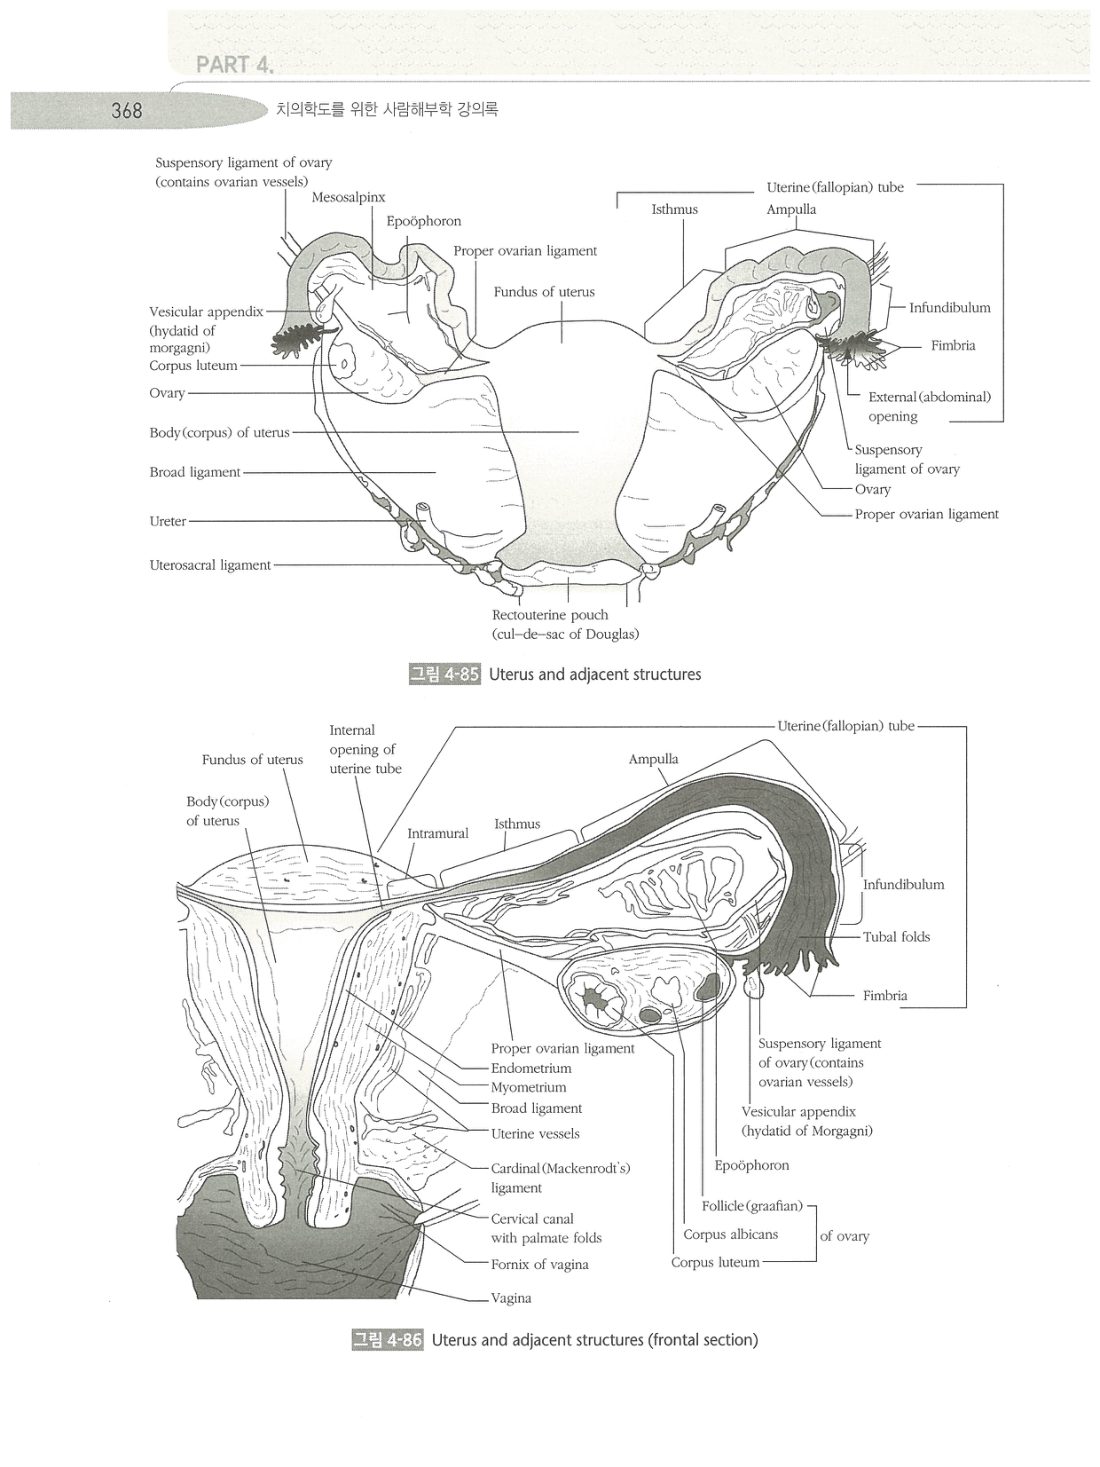 PART 4.
368
치의학도를 위한 사람해부학 강의록
Suspensory ligament of ovary
(contains ovarian vessels)
Mesosalpinx
Epoöphoron
Proper ovarian ligament
Fundus of uterus
Uterine(fallopian) tube
Isthmus
Ampulla
Vesicular appendix
(hydatid of
morgagni)
Corpus luteum
Ovary
Body(corpus) of uterus
Broad ligament
Ureter
Uterosacral ligament
Infundibulum
Fimbria
External(abdominal)
opening
Suspensory
ligament of ovary
Ovary
Proper ovarian ligament
Rectouterine pouch
(cul–de–sac of Douglas)
그림 4-85 Uterus and adjacent structures
Internal
opening of
uterine tube
Fundus of uterus
Body(corpus)
of uterus
Intramural
Isthmus
Ampulla
Uterine(fallopian) tube
Infundibulum
Tubal folds
Fimbria
Proper ovarian ligament
Endometrium
Myometrium
Broad ligament
Uterine vessels
Cardinal(Mackenrodt's)
ligament
Cervical canal
with palmate folds
Fornix of vagina
Vagina
Suspensory ligament
of ovary(contains
ovarian vessels)
Vesicular appendix
(hydatid of Morgagni)
Epoöphoron
Follicle(graafian)
Corpus albicans
Corpus luteum
of ovary
그림 4-86 Uterus and adjacent structures (frontal section)